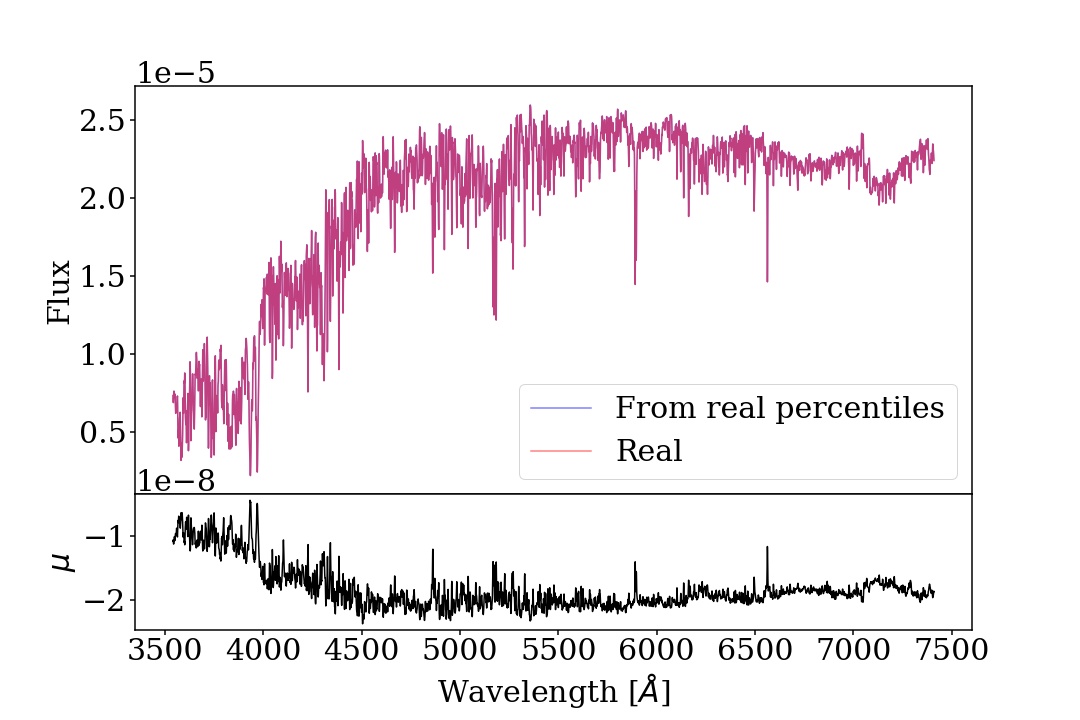 1e−5
2.5
2.0
1.5
1.0
0.5
Flux
From real percentiles
Real
1e−8
−1
−2
μ
3500 4000 4500 5000 5500 6000 6500 7000 7500
Wavelength [Å]